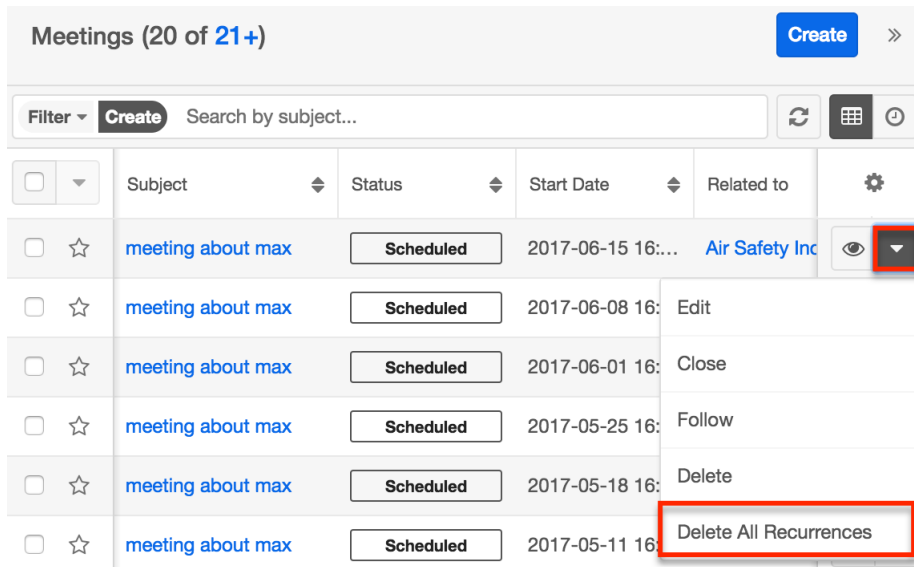 Meetings (20 of 21+)
Create
Filter Create Search by subject...
Subject Status Start Date Related to
meeting about max Scheduled 2017-06-15 16:... Air Safety Inc
meeting about max Scheduled 2017-06-08 16: Edit
meeting about max Scheduled 2017-06-01 16: Close
meeting about max Scheduled 2017-05-25 16: Follow
meeting about max Scheduled 2017-05-18 16: Delete
meeting about max Scheduled 2017-05-11 16: Delete All Recurrences